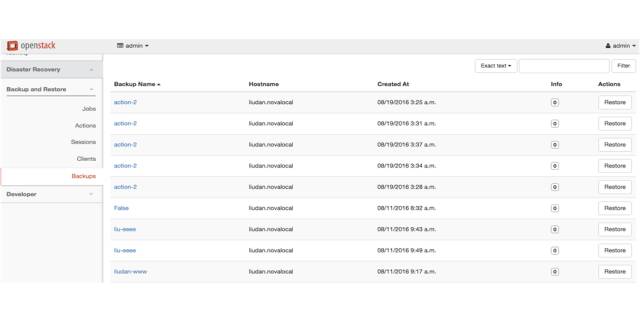 openstack admin admin
Disaster Recovery
Exact text Filter
Backup and Restore
Backup Name Hostname Created At Info Actions
action-2 liudan.novalocal 08/19/2016 3:25 a.m. Restore
Jobs
action-2 liudan.novalocal 08/19/2016 3:31 a.m. Restore
Actions
Sessions
action-2 liudan.novalocal 08/19/2016 3:37 a.m. Restore
Clients
action-2 liudan.novalocal 08/19/2016 3:34 a.m. Restore
Backups
action-2 liudan.novalocal 08/19/2016 3:28 a.m. Restore
Developer
False liudan.novalocal 08/11/2016 8:32 a.m. Restore
liu-eeee liudan.novalocal 08/11/2016 9:43 a.m. Restore
liu-eeee liudan.novalocal 08/11/2016 9:49 a.m. Restore
liudan-www liudan.novalocal 08/11/2016 9:17 a.m. Restore